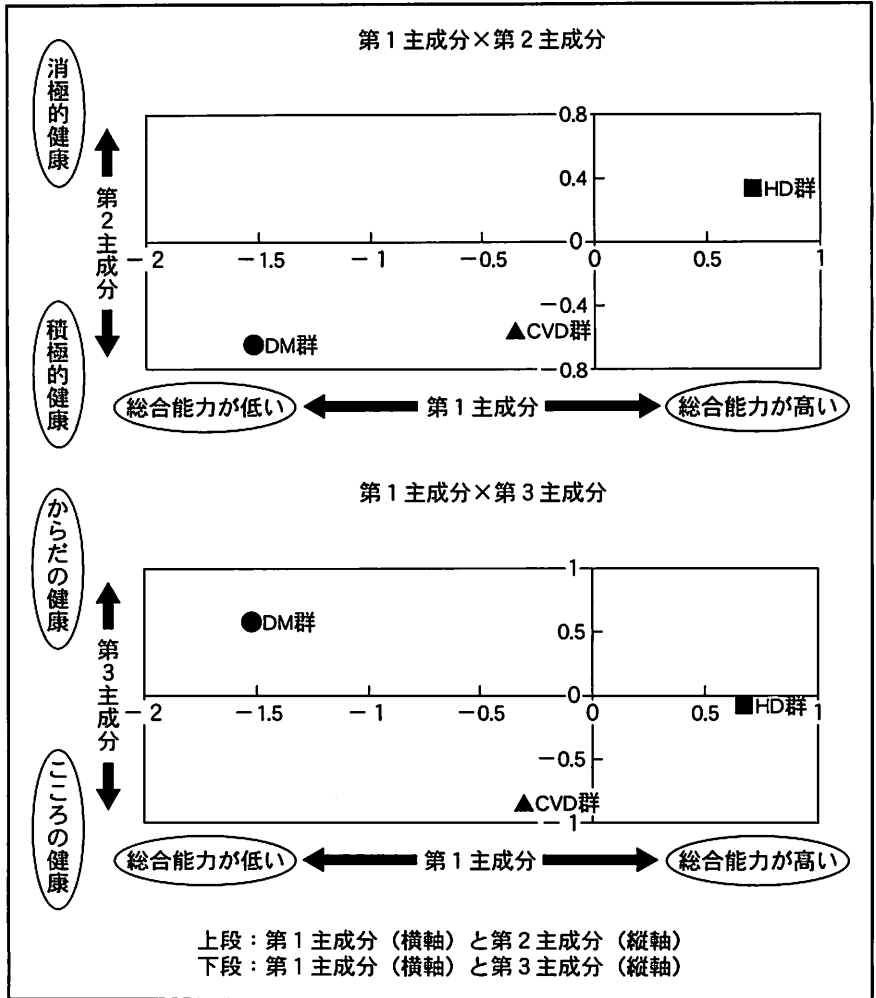 第1主成分×第2主成分
消極的健康
第2主成分
積極的健康
0.8
0.4
0
-0.4
-0.8
-2
-1.5
-1
-0.5
0
0.5
1
■HD群
●DM群
▲CVD群
総合能力が低い
第1主成分
総合能力が高い
第1主成分×第3主成分
からだの健康
第3主成分
こころの健康
1
0.5
0
-0.5
-1
-2
-1.5
-1
-0.5
0
0.5
1
●DM群
■HD群
▲CVD群
総合能力が低い
第1主成分
総合能力が高い
上段：第1主成分（横軸）と第2主成分（縦軸）
下段：第1主成分（横軸）と第3主成分（縦軸）